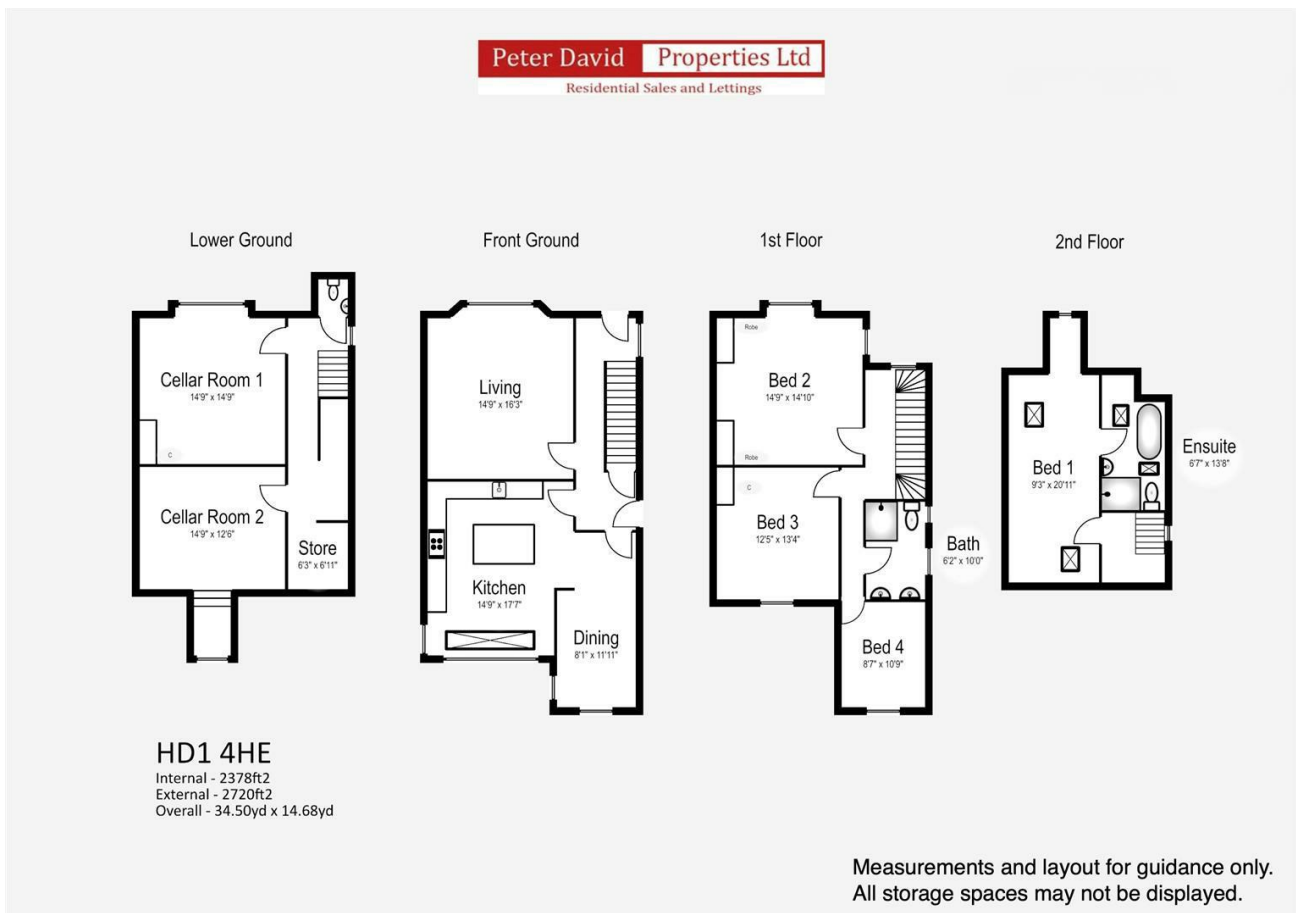 Peter David Properties Ltd
Residential Sales and Lettings
Lower Ground
Front Ground
1st Floor
2nd Floor
Cellar Room 1
14'9" x 14'9"
C
Cellar Room 2
14'9" x 12'6"
Store
6'3" x 6'11"
Living
14'9" x 16'3"
Kitchen
14'9" x 17'7"
Dining
8'1" x 11'11"
Robe
Bed 2
14'9" x 14'10"
Robe
C
Bed 3
12'5" x 13'4"
Bath
6'2" x 10'0"
Bed 4
8'7" x 10'9"
Bed 1
9'3" x 20'11"
Ensuite
6'7" x 13'8"
HD1 4HE
Internal - 2378ft2
External - 2720ft2
Overall - 34.50yd x 14.68yd
Measurements and layout for guidance only.
All storage spaces may not be displayed.